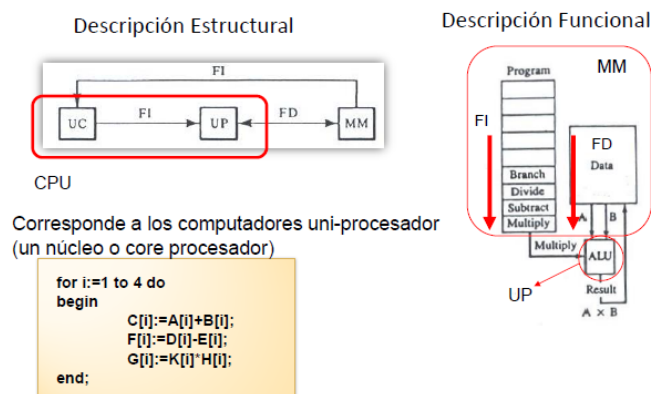 Descripción Estructural
FI
UC
FI
UP
FD
MM
CPU
Corresponde a los computadores uni-procesador
(un núcleo o core procesador)
for i:=1 to 4 do
begin
C[i]:=A[i]+B[i];
F[i]:=D[i]-E[i];
G[i]:=K[i]*H[i];
end;
Descripción Funcional
Program
MM
FI
FD
Data
Branch
Divide
Subtract
Multiply
A
B
Multiply
ALU
UP
Result
A × B